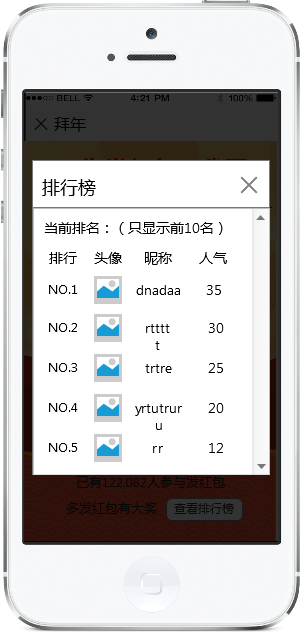 BELL 4:21 PM 100%
拜年
排行榜
当前排名：（只显示前10名）
排行 头像 昵称 人气
NO.1 dnadaa 35
NO.2 rtttt
t 30
NO.3 trtre 25
NO.4 yrtutrur
u 20
NO.5 rr 12
已有122,082人参与发红包
多发红包有大奖 查看排行榜